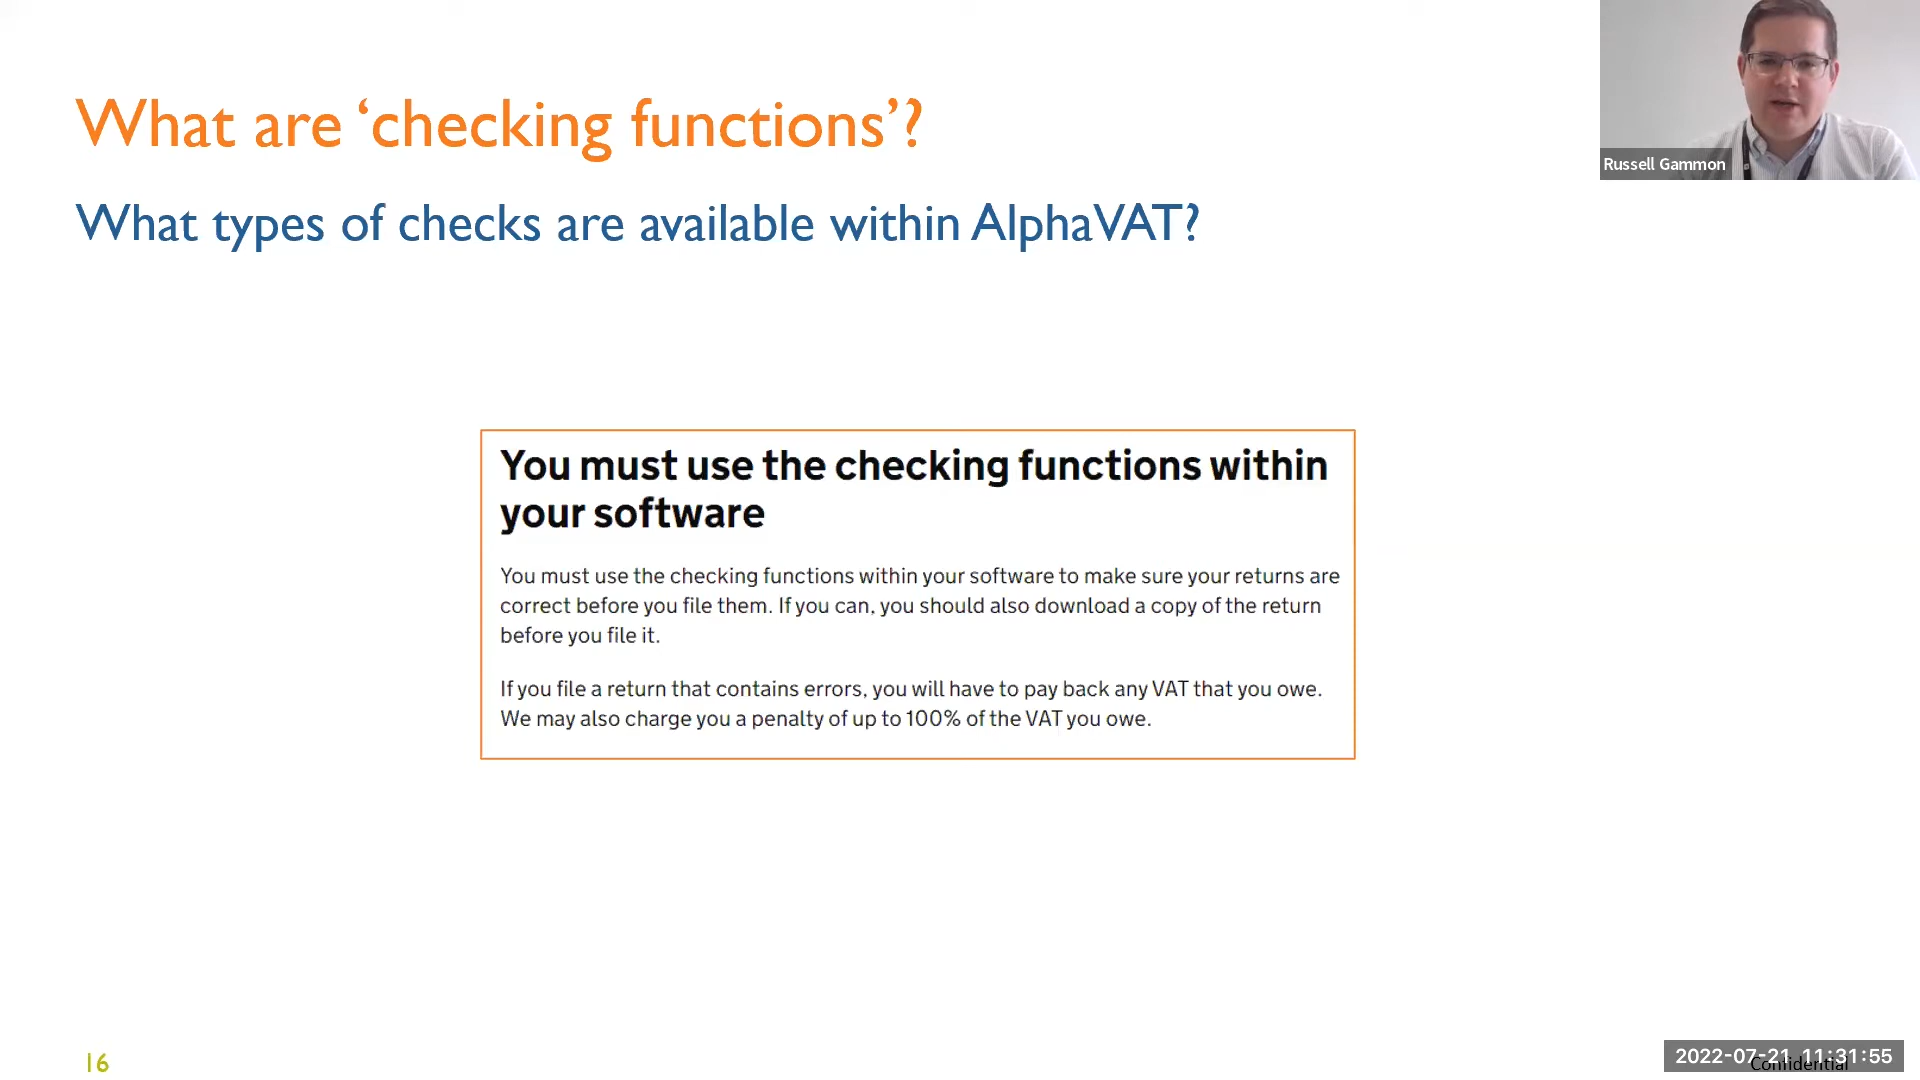 What are ‘checking functions’?
Russell Gammon
What types of checks are available within AlphaVAT?
You must use the checking functions within
your software
You must use the checking functions within your software to make sure your returns are
correct before you file them. If you can, you should also download a copy of the return
before you file it.
If you file a return that contains errors, you will have to pay back any VAT that you owe.
We may also charge you a penalty of up to 100% of the VAT you owe.
16
2022-07-21 11:31:55
Confidential